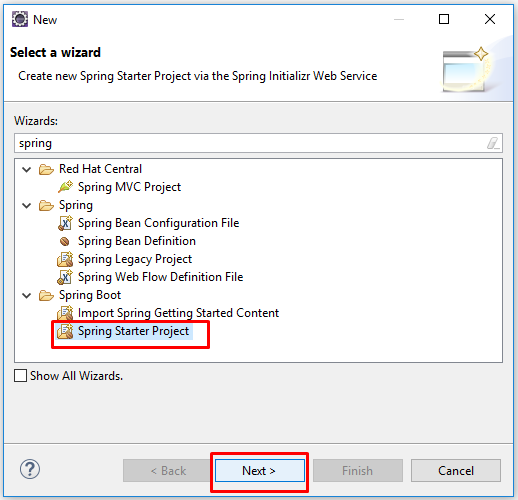 New
Select a wizard
Create new Spring Starter Project via the Spring Initializr Web Service
Wizards:
spring
Red Hat Central
Spring MVC Project
Spring
Spring Bean Configuration File
Spring Bean Definition
Spring Legacy Project
Spring Web Flow Definition File
Spring Boot
Import Spring Getting Started Content
Spring Starter Project
Show All Wizards.
?
< Back
Next >
Finish
Cancel